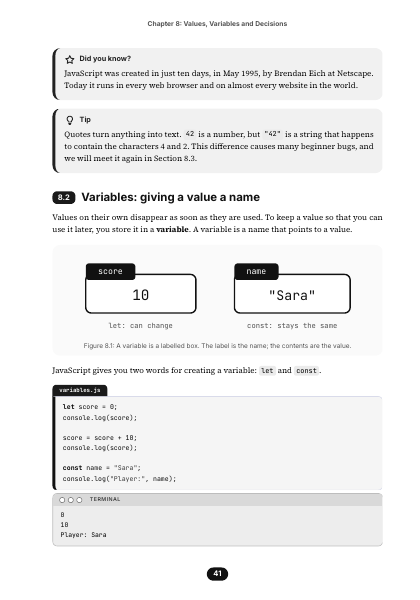 Chapter 8: Values, Variables and Decisions
Did you know?
JavaScript was created in just ten days, in May 1995, by Brendan Eich at Netscape.
Today it runs in every web browser and on almost every website in the world.
Tip
Quotes turn anything into text. 42 is a number, but "42" is a string that happens
to contain the characters 4 and 2. This difference causes many beginner bugs, and
we will meet it again in Section 8.3.
8.2 Variables: giving a value a name
Values on their own disappear as soon as they are used. To keep a value so that you can
use it later, you store it in a variable. A variable is a name that points to a value.
score
10
let: can change
name
"Sara"
const: stays the same
Figure 8.1: A variable is a labelled box. The label is the name; the contents are the value.
JavaScript gives you two words for creating a variable: let and const.
variables.js
let score = 0;
console.log(score);
score = score + 10;
console.log(score);
const name = "Sara";
console.log("Player:", name);
TERMINAL
0
10
Player: Sara
41